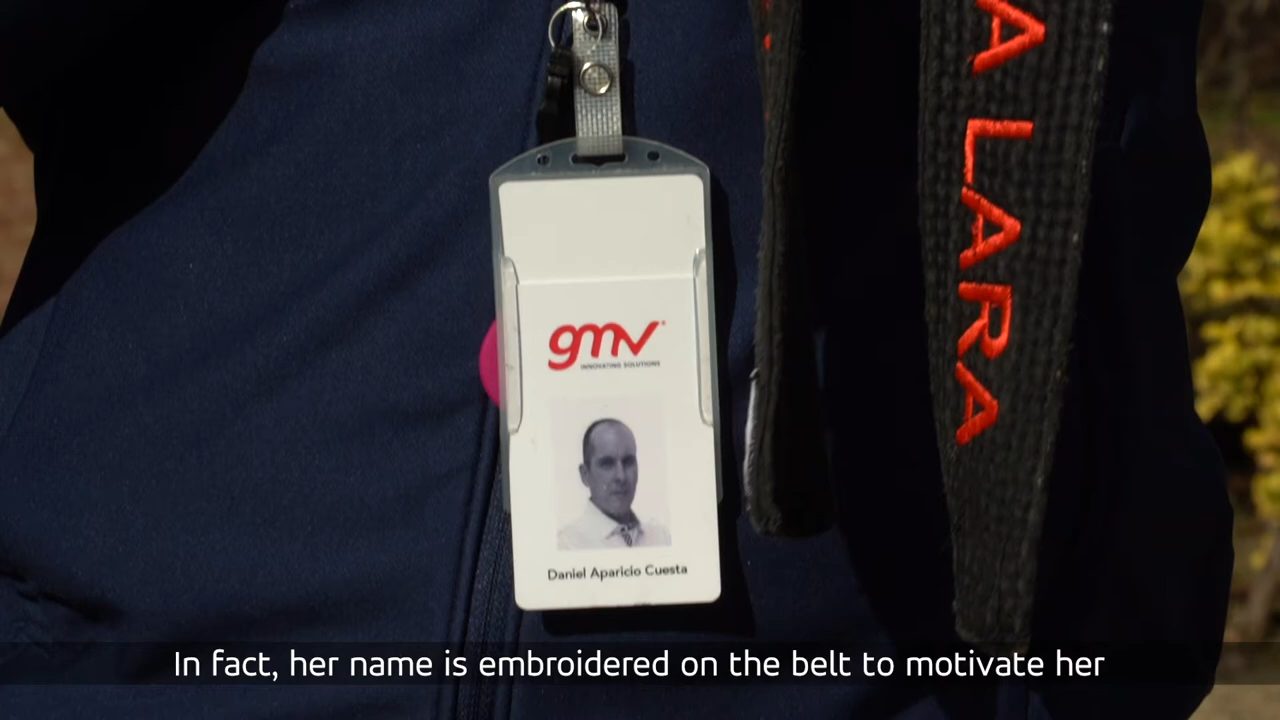 gmv®
INNOVATING SOLUTIONS
Daniel Aparicio Cuesta
A LARA
In fact, her name is embroidered on the belt to motivate her